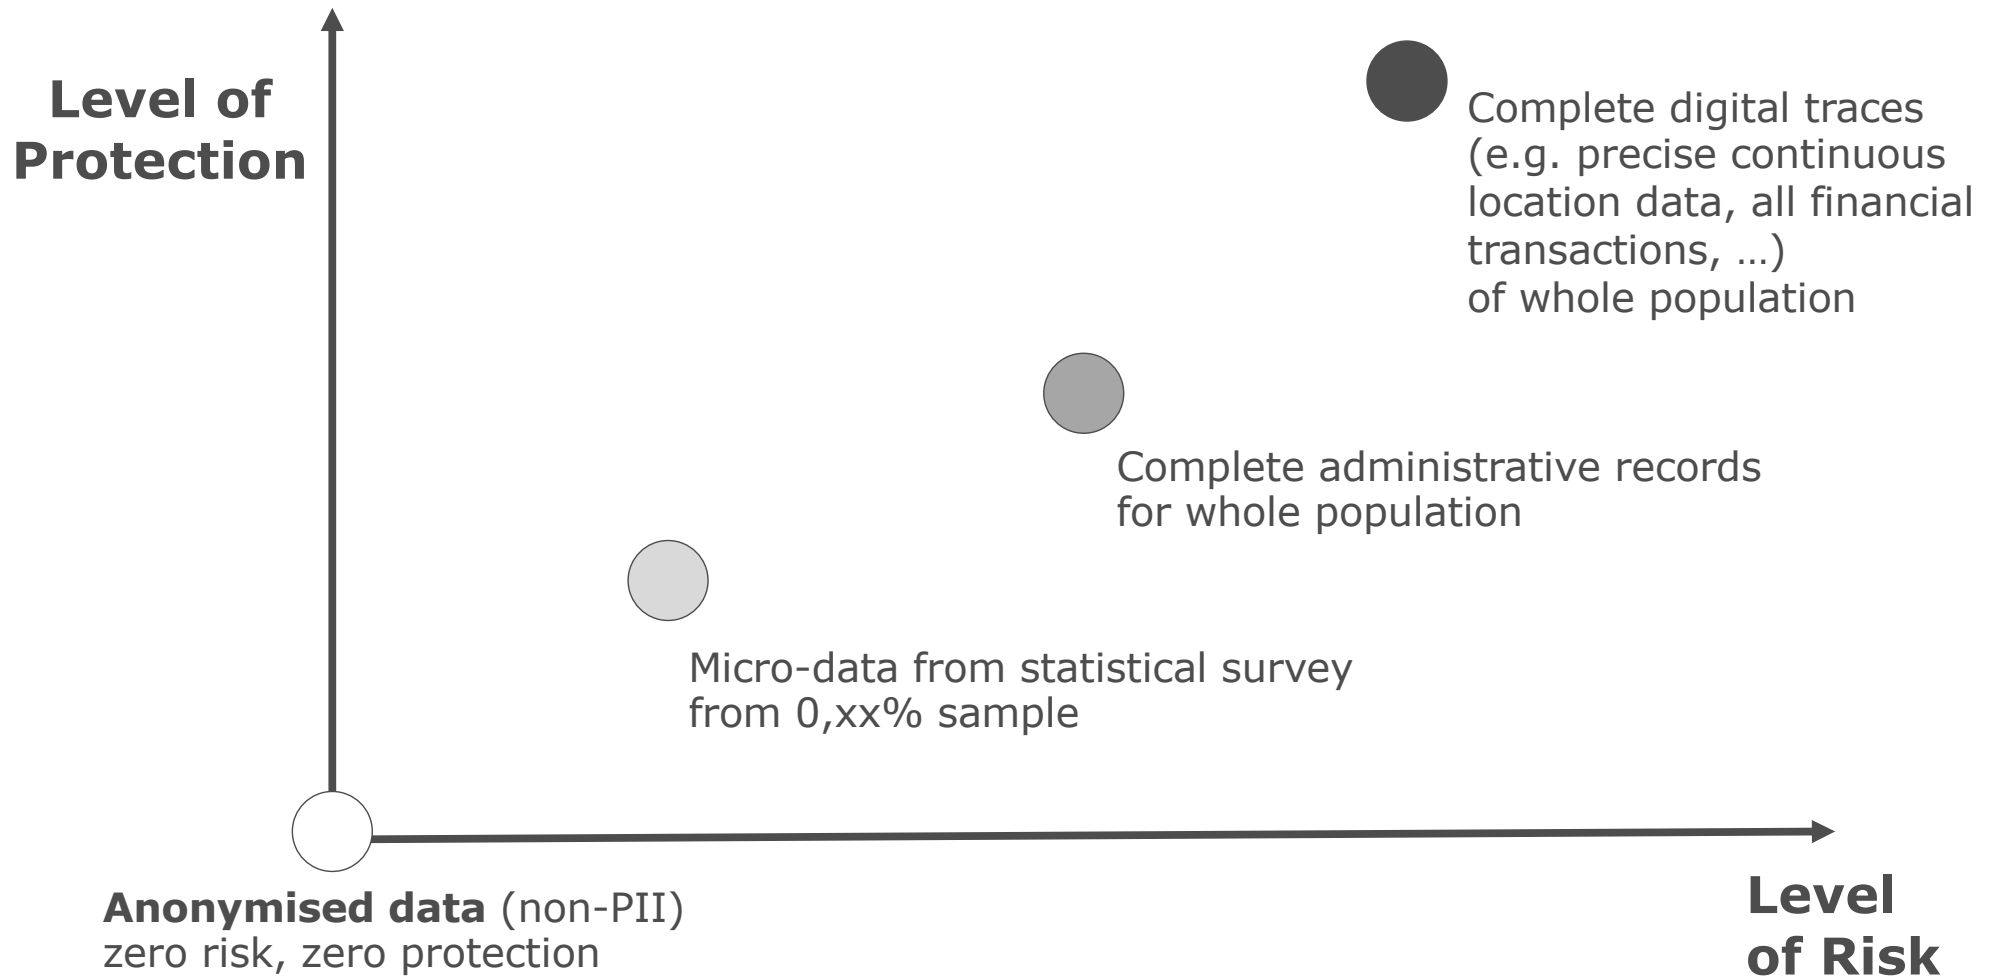 Level of
Protection
Complete digital traces
(e.g. precise continuous
location data, all financial
transactions, …)
of whole population
Complete administrative records
for whole population
Micro-data from statistical survey
from 0,xx% sample
Anonymised data (non-PII)
zero risk, zero protection
Level
of Risk